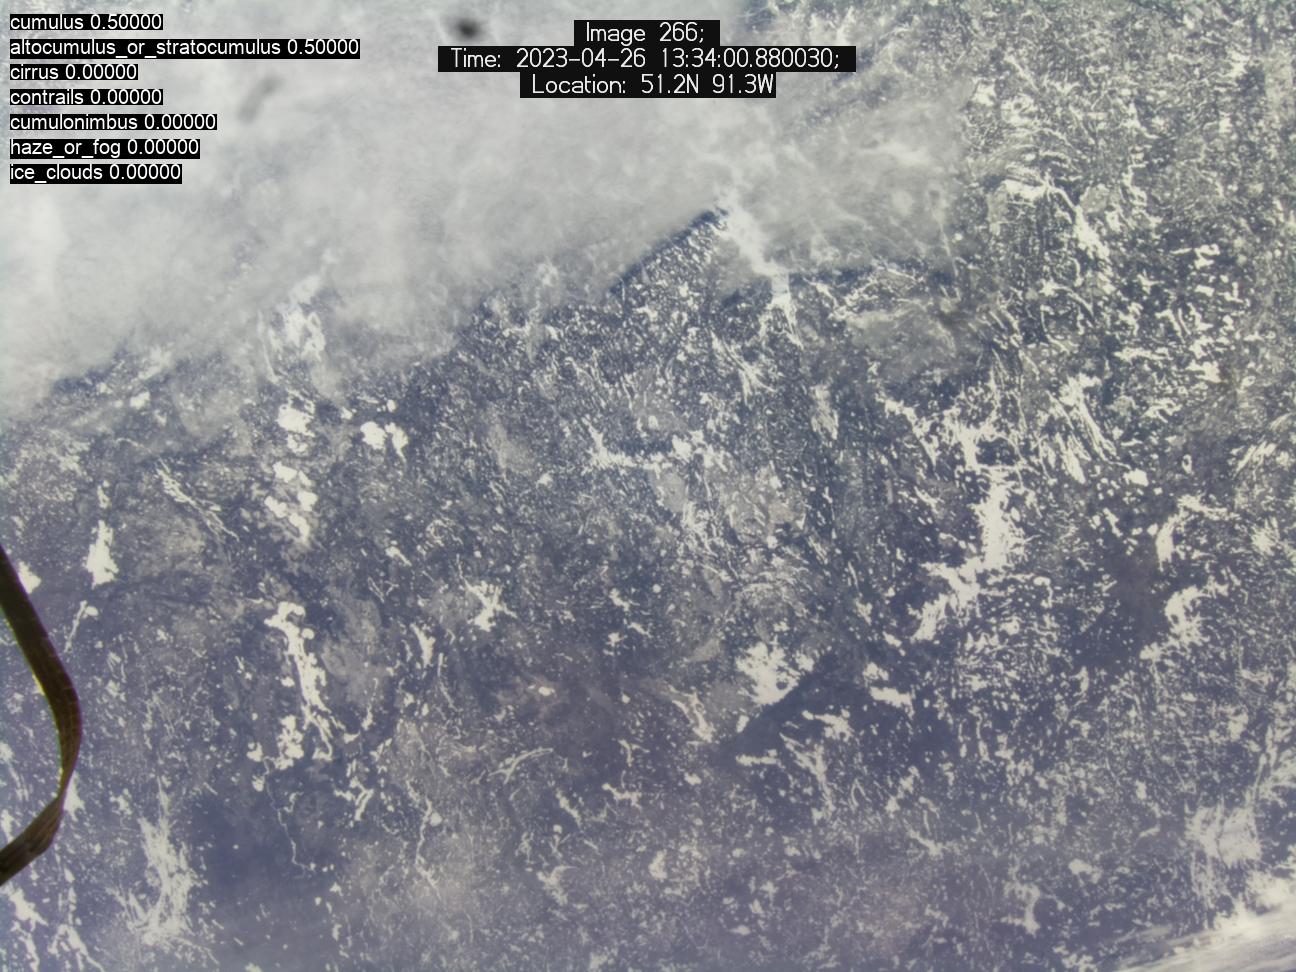 cumulus 0.50000
altocumulus_or_stratocumulus 0.50000
cirrus 0.00000
contrails 0.00000
cumulonimbus 0.00000
haze_or_fog 0.00000
ice_clouds 0.00000
Image 266;
Time: 2023-04-26 13:34:00.880030;
Location: 51.2N 91.3W